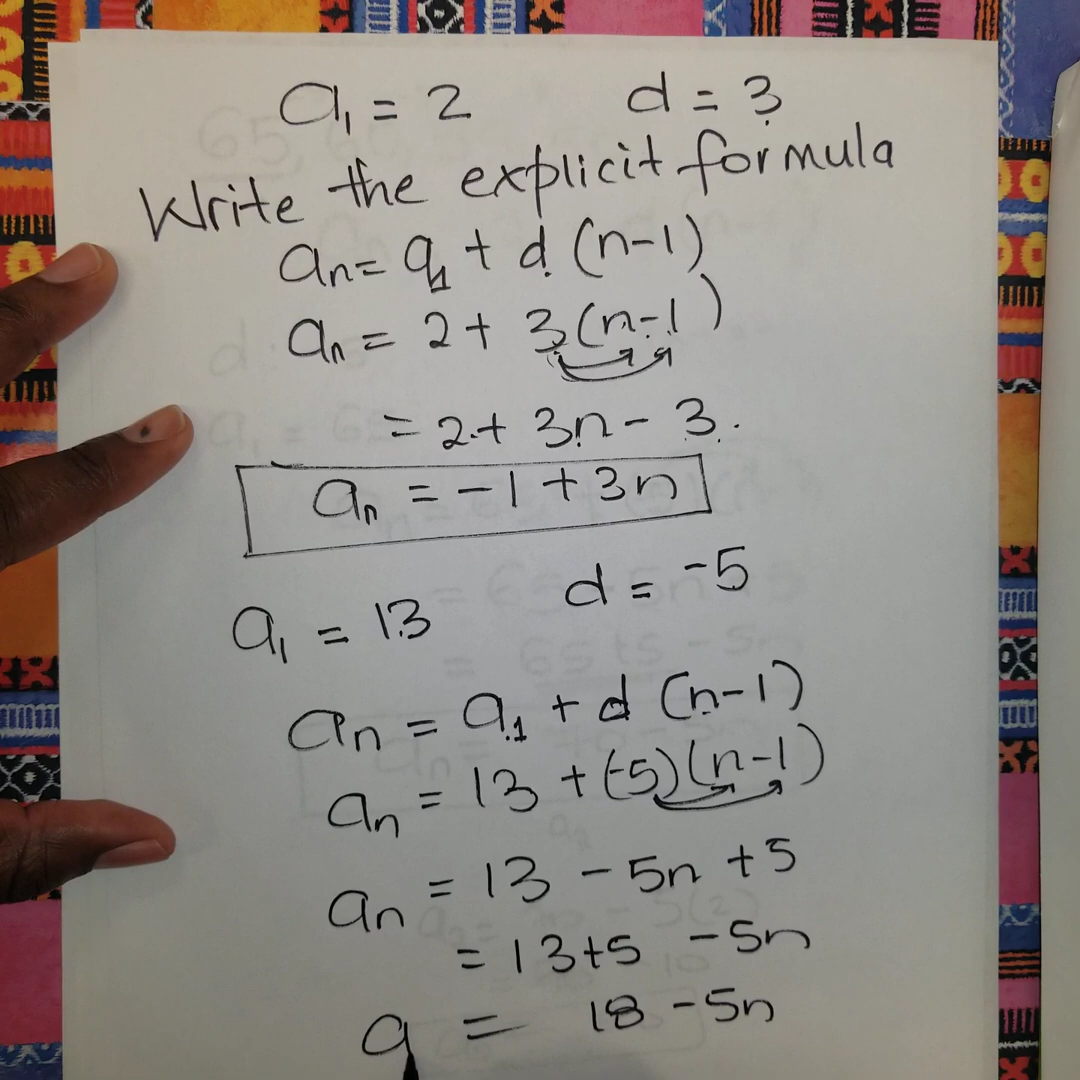 a₁ = 2 d = 3
Write the explicit formula
aₙ = a₁ + d (n-1)
aₙ = 2 + 3(n-1)
= 2 + 3n - 3
aₙ = -1 + 3n
a₁ = 13 d = -5
aₙ = a₁ + d (n-1)
aₙ = 13 + (-5)(n-1)
aₙ = 13 - 5n + 5
= 13+5 - 5n
a = 18 - 5n